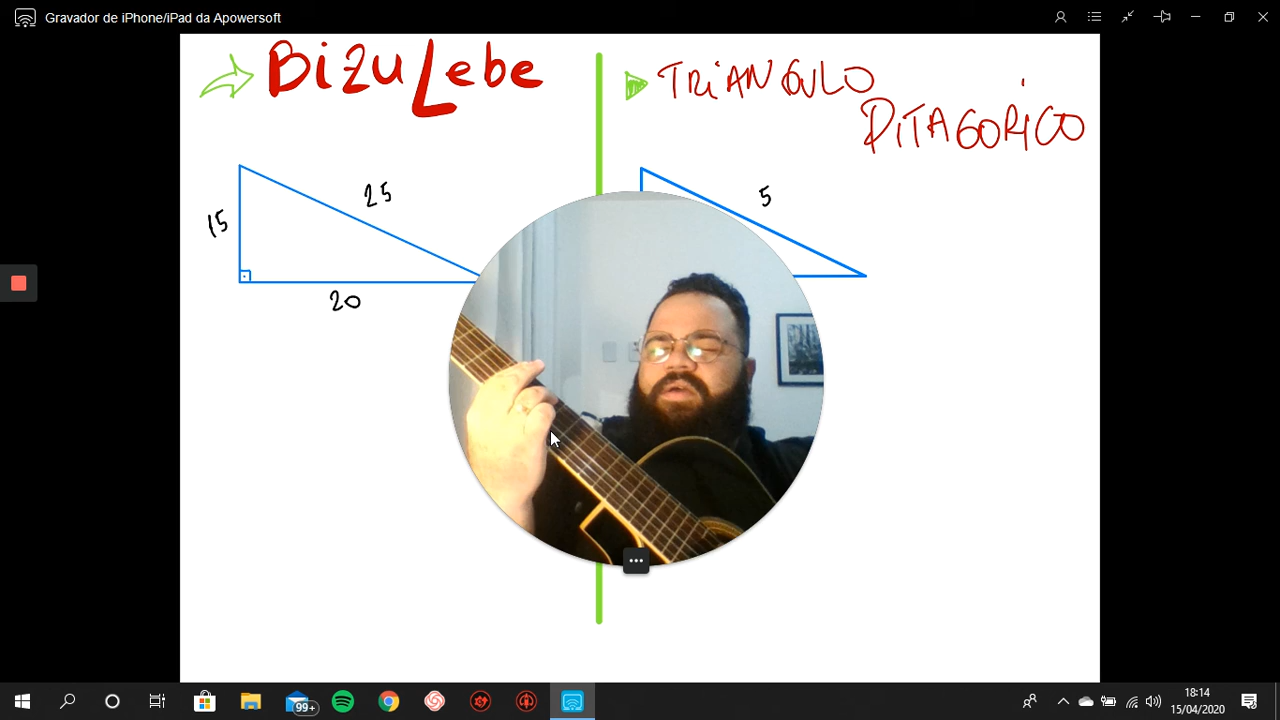 Gravador de iPhone/iPad da Apowersoft
BizuLebe
TRiANGULO
PITAGORiCO
25
15
20
5
99+
18:14
15/04/2020